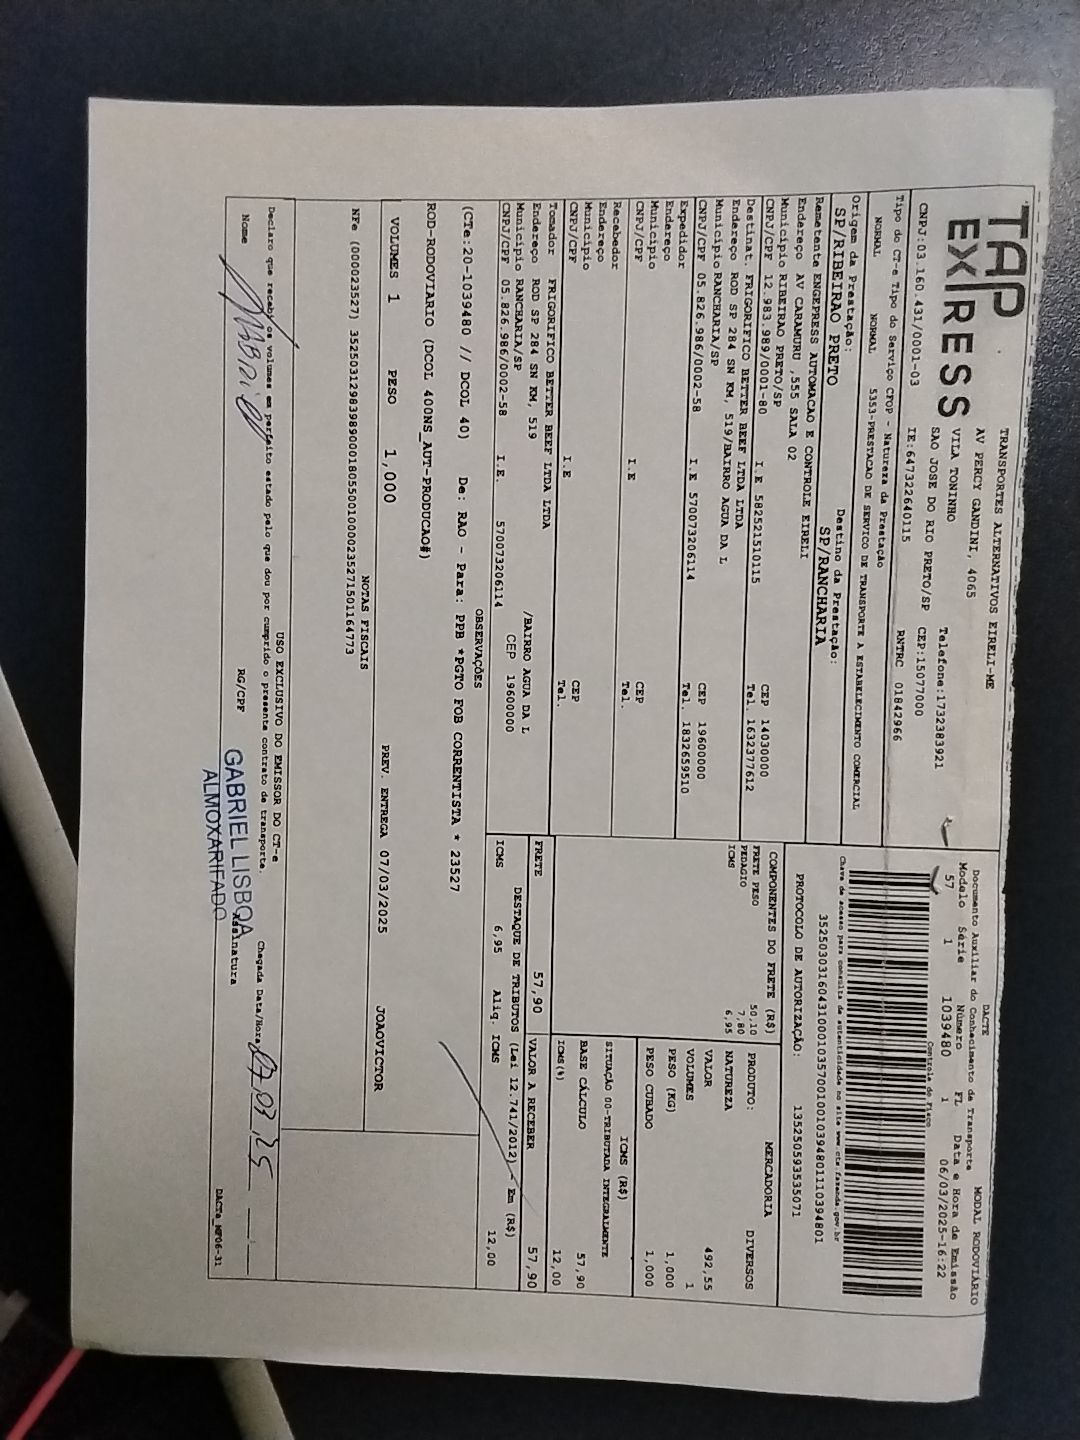 TAP
EXPRESS
TRANSPORTES ALTERNATIVOS EIRELI-ME
AV PERCY GANDINI, 4065
VILA TONINHO
SAO JOSE DO RIO PRETO/SP
Telefone:1732383921
CEP:15077000
CNPJ:03.160.431/0001-03
IE:647322640115
RNTRC 01842966
DACTE
MODAL RODOVIÁRIO
Documento Auxiliar do Conhecimento de Transporte
Modelo Série Número FL Data e Hora de Emissão
57 1 1039480 1 06/03/2025-16:22
Controle do Fisco
Chave de acesso para consulta de autenticidade no site www.cte.fazenda.gov.br
35250303160431000103570010010394801110394801
PROTOCOLO DE AUTORIZAÇÃO: 135250593535071
Tipo do CT-e Tipo do Serviço CFOP - Natureza da Prestação
NORMAL NORMAL 5353-PRESTACAO DE SERVICO DE TRANSPORTE A ESTABELECIMENTO COMERCIAL
Origem da Prestação: Destino da Prestação:
SP/RIBEIRAO PRETO SP/RANCHARIA
Remetente ENGEPRESS AUTOMACAO E CONTROLE EIRELI
Endereço AV CARAMURU ,555 SALA 02
Município RIBEIRAO PRETO/SP CEP 14030000
CNPJ/CPF 12.983.989/0001-80 I.E 582521510115 Tel. 1632377612
Destinat. FRIGORIFICO BETTER BEEF LTDA LTDA
Endereço ROD SP 284 SN KM, 519/BAIRRO AGUA DA L
Município RANCHARIA/SP CEP 19600000
CNPJ/CPF 05.826.986/0002-58 I.E 570073206114 Tel. 1832659510
Expedidor
Endereço
Município CEP
CNPJ/CPF I.E Tel.
Recebedor
Endereço
Município CEP
CNPJ/CPF I.E Tel.
Tomador FRIGORIFICO BETTER BEEF LTDA LTDA
Endereço ROD SP 284 SN KM, 519 /BAIRRO AGUA DA L
Município RANCHARIA/SP CEP 19600000
CNPJ/CPF 05.826.986/0002-58 I.E. 570073206114
COMPONENTES DO FRETE (R$)
FRETE PESO 50,10
PEDAGIO 7,80
ICMS 6,95
MERCADORIA
PRODUTO: DIVERSOS
NATUREZA
VALOR 492,55
VOLUMES 1
PESO (KG) 1,000
PESO CUBADO 1,000
ICMS (R$)
SITUAÇÃO 00-TRIBUTADA INTEGRALMENTE
BASE CÁLCULO 57,90
ICMS(%) 12,00
FRETE 57,90 VALOR A RECEBER 57,90
DESTAQUE DE TRIBUTOS (Lei 12.741/2012) - Em (R$)
ICMS 6,95 Aliq. ICMS 12,00
OBSERVAÇÕES
(CTe:20-1039480 // DCOL 40) De: RAO - Para: PPB *PGTO FOB CORRENTISTA * 23527
ROD-RODOVIARIO (DCOL 400NS_AUT-PRODUCAO#)
VOLUMES 1 PESO 1,000 PREV. ENTREGA 07/03/2025 JOAOVICTOR
NOTAS FISCAIS
NFe (000023527) 35250312983989000180550010000235271501164773
USO EXCLUSIVO DO EMISSOR DO CT-e
Declaro que recebi os volumes em perfeito estado pelo que dou por cumprido o presente contrato de transporte.
Chegada Data/Hora 07 03 25
Nome RG/CPF Assinatura
GABRIEL LISBOA
ALMOXARIFADO
DACTe_MF06-31